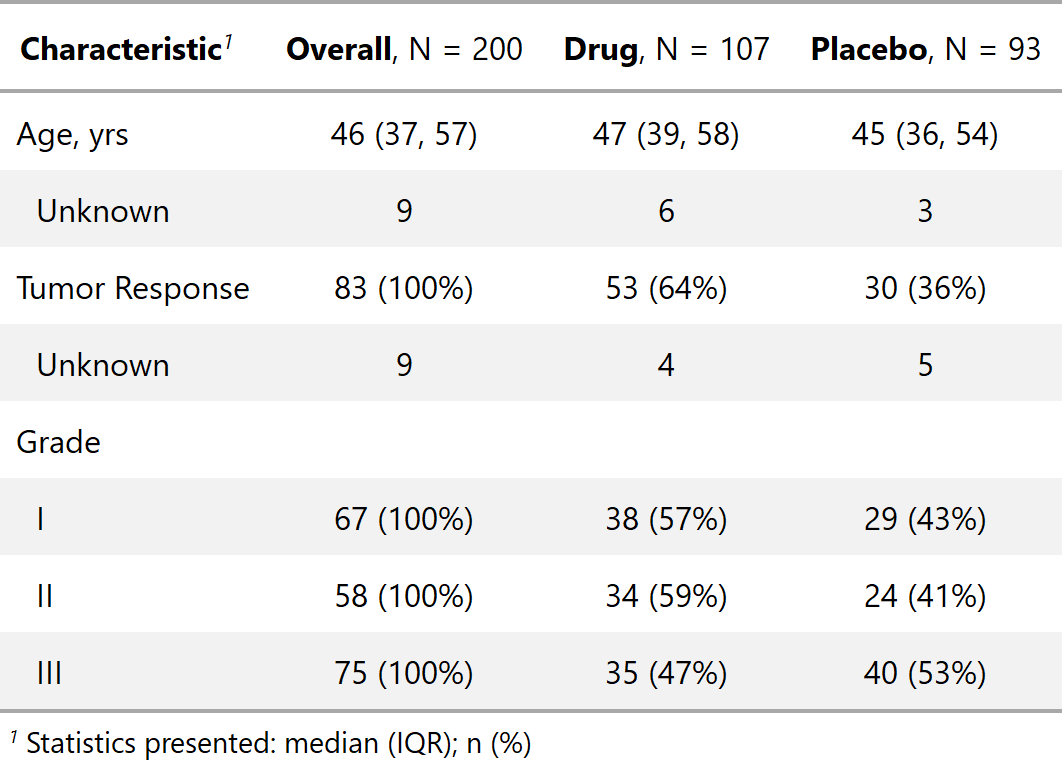 Characteristic1 Overall, N = 200 Drug, N = 107 Placebo, N = 93
Age, yrs 46 (37, 57) 47 (39, 58) 45 (36, 54)
Unknown 9 6 3
Tumor Response 83 (100%) 53 (64%) 30 (36%)
Unknown 9 4 5
Grade
I 67 (100%) 38 (57%) 29 (43%)
II 58 (100%) 34 (59%) 24 (41%)
III 75 (100%) 35 (47%) 40 (53%)
1 Statistics presented: median (IQR); n (%)